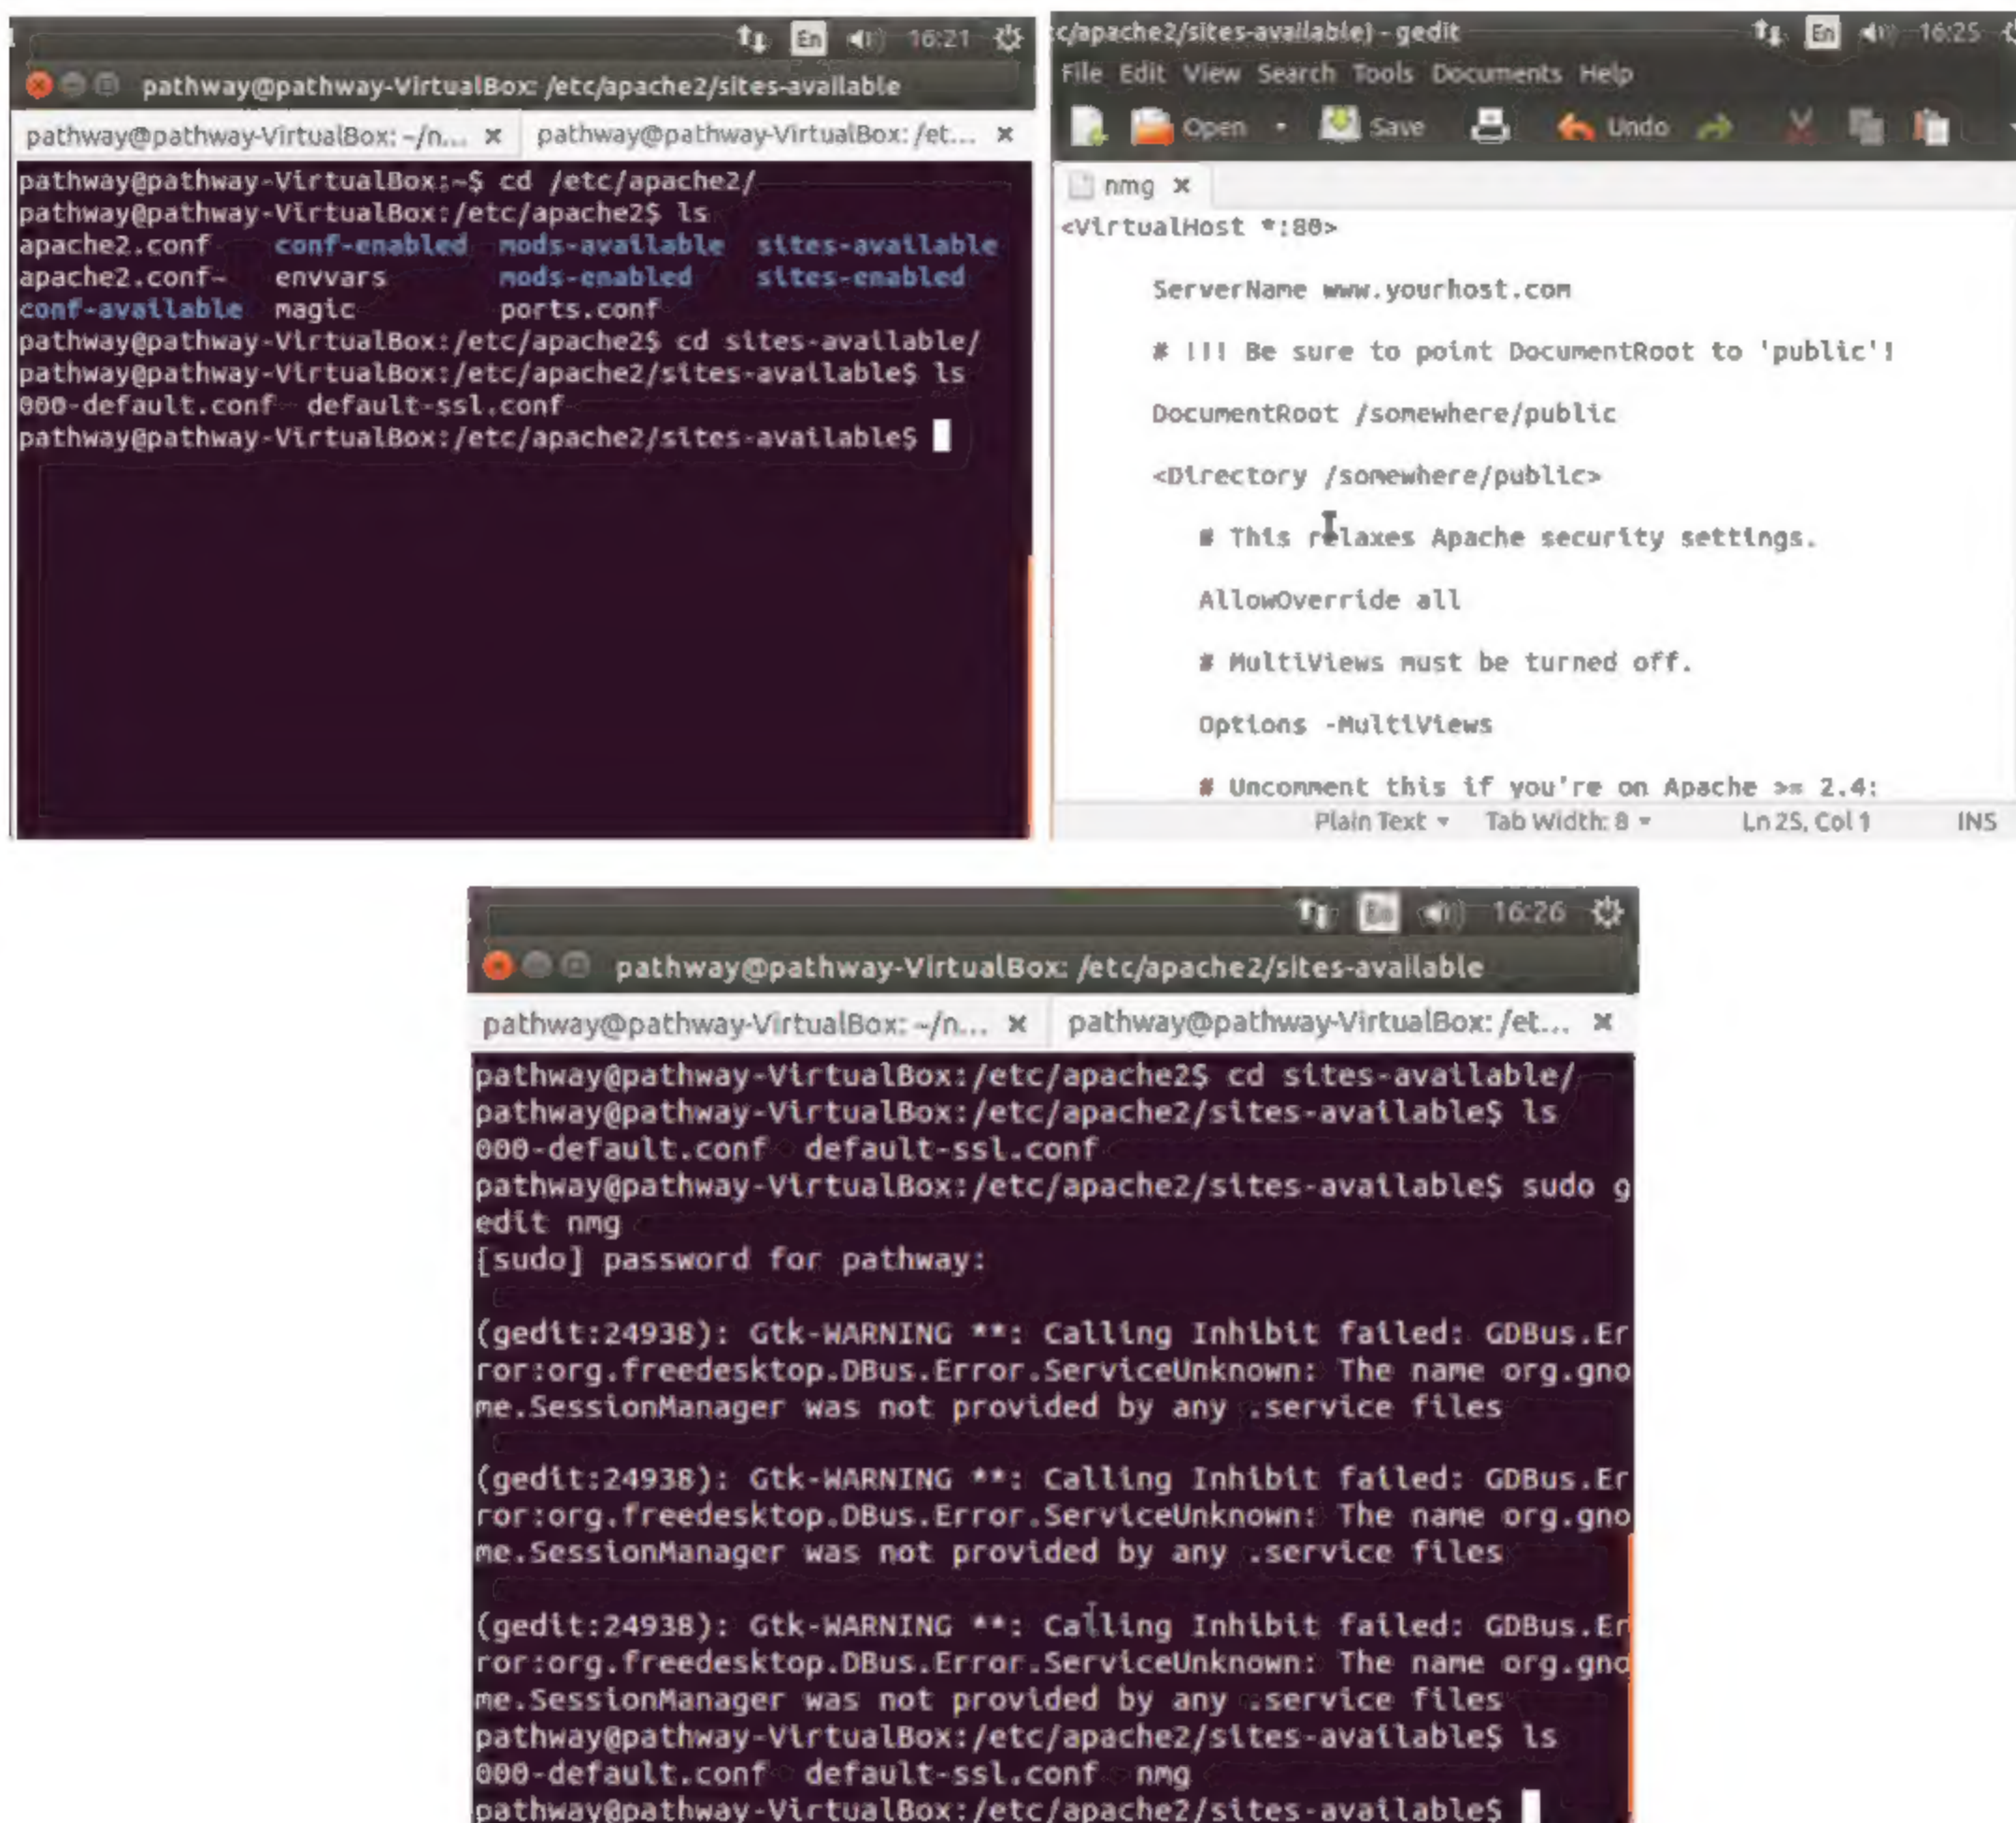 En 16:21
pathway@pathway-VirtualBox: /etc/apache2/sites-available
pathway@pathway-VirtualBox: ~/n... × pathway@pathway-VirtualBox: /et... ×
pathway@pathway-VirtualBox:~$ cd /etc/apache2/
pathway@pathway-VirtualBox:/etc/apache2$ ls
apache2.conf conf-enabled mods-available sites-available
apache2.conf~ envvars mods-enabled sites-enabled
conf-available magic ports.conf
pathway@pathway-VirtualBox:/etc/apache2$ cd sites-available/
pathway@pathway-VirtualBox:/etc/apache2/sites-available$ ls
000-default.conf default-ssl.conf
pathway@pathway-VirtualBox:/etc/apache2/sites-available$
c/apache2/sites-available) - gedit En 16:25
File Edit View Search Tools Documents Help
Open Save Undo
nmg ×
<VirtualHost *:80>
ServerName www.yourhost.com
# !!! Be sure to point DocumentRoot to 'public'!
DocumentRoot /somewhere/public
<Directory /somewhere/public>
# This relaxes Apache security settings.
AllowOverride all
# MultiViews must be turned off.
Options -MultiViews
# Uncomment this if you're on Apache >= 2.4:
Plain Text Tab Width: 8 Ln 25, Col 1 INS
En 16:26
pathway@pathway-VirtualBox: /etc/apache2/sites-available
pathway@pathway-VirtualBox: ~/n... × pathway@pathway-VirtualBox: /et... ×
pathway@pathway-VirtualBox:/etc/apache2$ cd sites-available/
pathway@pathway-VirtualBox:/etc/apache2/sites-available$ ls
000-default.conf default-ssl.conf
pathway@pathway-VirtualBox:/etc/apache2/sites-available$ sudo g
edit nmg
[sudo] password for pathway:
(gedit:24938): Gtk-WARNING **: Calling Inhibit failed: GDBus.Er
ror:org.freedesktop.DBus.Error.ServiceUnknown: The name org.gno
me.SessionManager was not provided by any .service files
(gedit:24938): Gtk-WARNING **: Calling Inhibit failed: GDBus.Er
ror:org.freedesktop.DBus.Error.ServiceUnknown: The name org.gno
me.SessionManager was not provided by any .service files
(gedit:24938): Gtk-WARNING **: Calling Inhibit failed: GDBus.Er
ror:org.freedesktop.DBus.Error.ServiceUnknown: The name org.gno
me.SessionManager was not provided by any .service files
pathway@pathway-VirtualBox:/etc/apache2/sites-available$ ls
000-default.conf default-ssl.conf nmg
pathway@pathway-VirtualBox:/etc/apache2/sites-available$